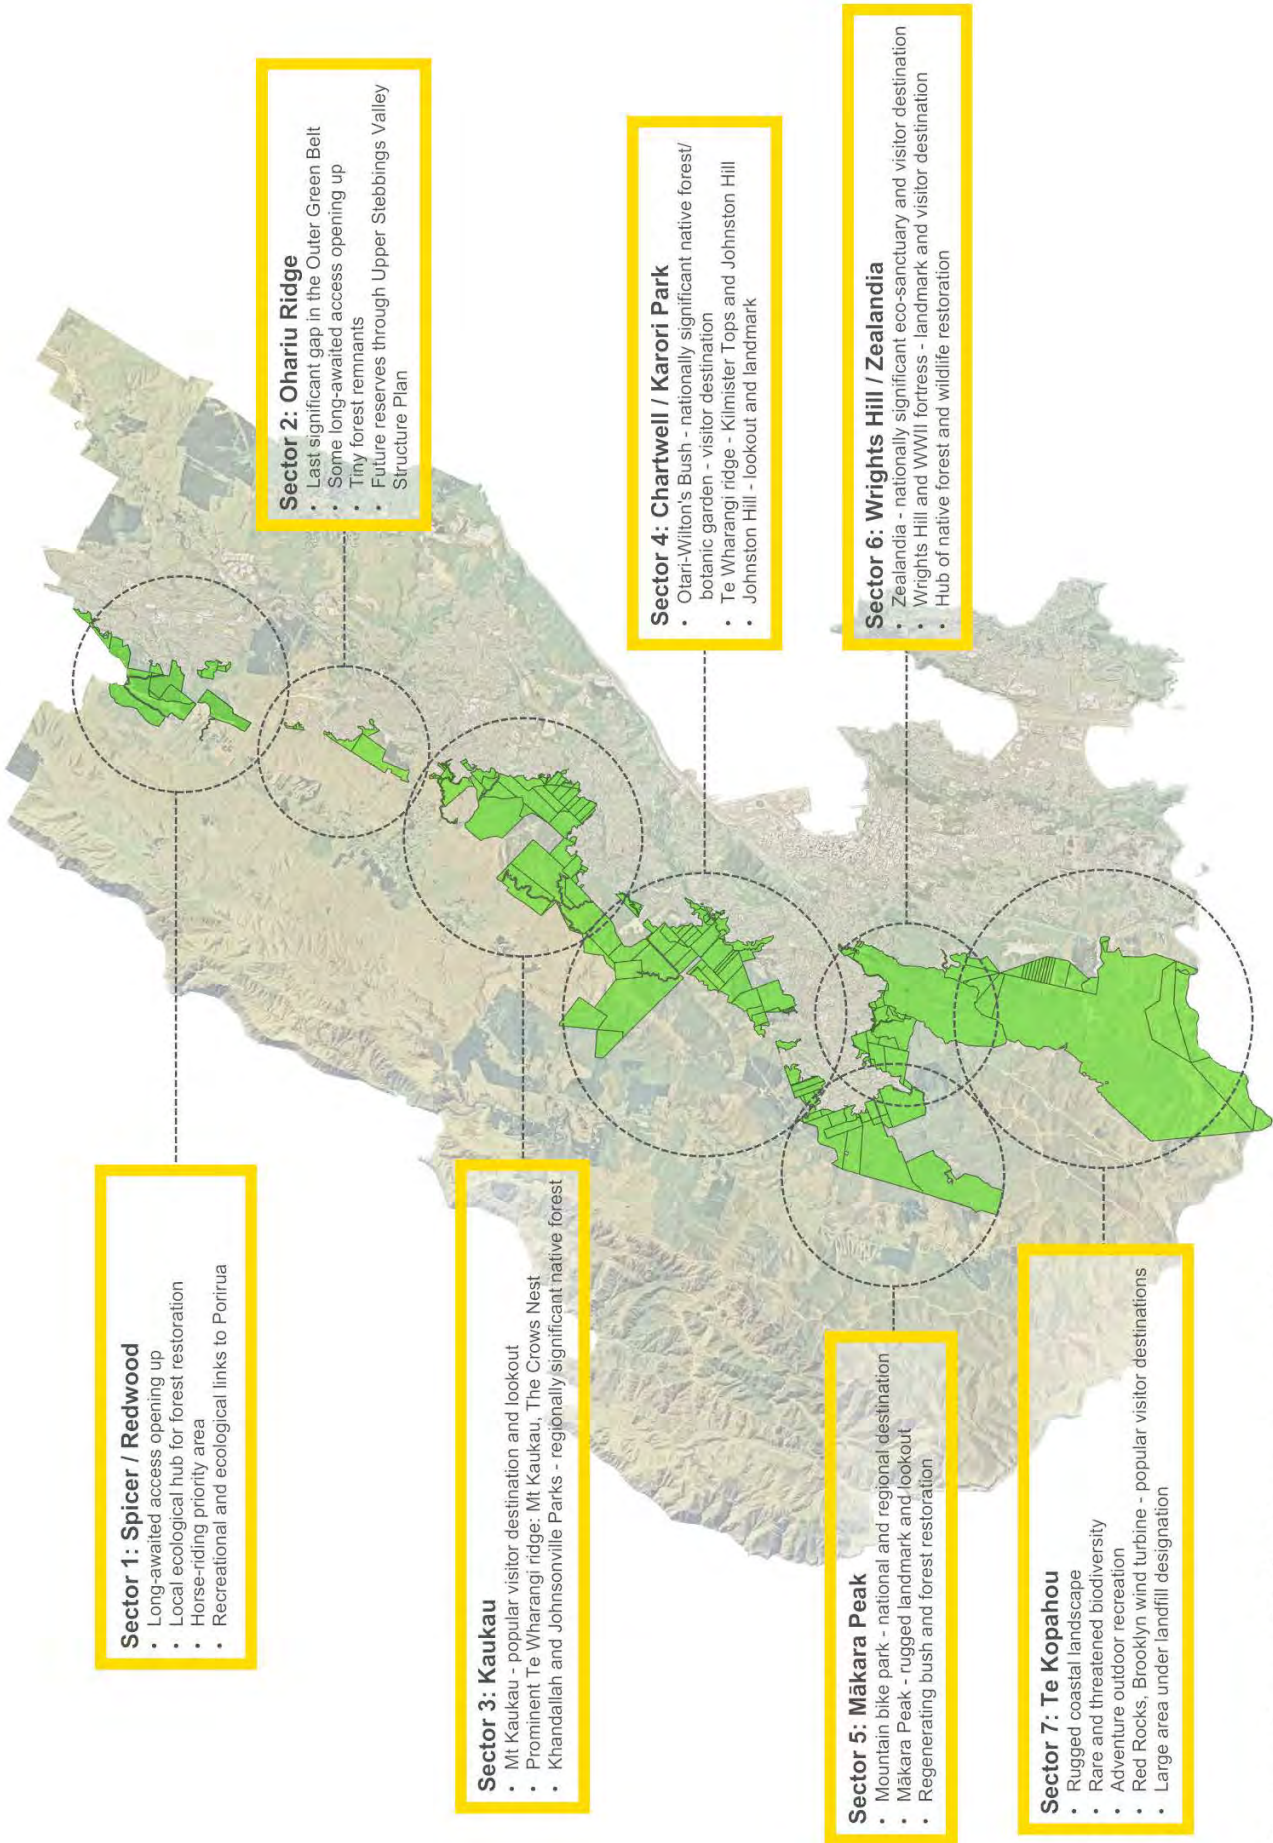 Sector 1: Spicer / Redwood
• Long-awaited access opening up
• Local ecological hub for forest restoration
• Horse-riding priority area
• Recreational and ecological links to Porirua
Sector 2: Ohariu Ridge
• Last significant gap in the Outer Green Belt
• Some long-awaited access opening up
• Tiny forest remnants
• Future reserves through Upper Stebbings Valley
Structure Plan
Sector 3: Kaukau
• Mt Kaukau - popular visitor destination and lookout
• Prominent Te Wharangi ridge: Mt Kaukau, The Crows Nest
• Khandallah and Johnsonville Parks - regionally significant native forest
Sector 4: Chartwell / Karori Park
• Otari-Wilton's Bush - nationally significant native forest/
botanic garden - visitor destination
• Te Wharangi ridge - Kilmister Tops and Johnston Hill
• Johnston Hill - lookout and landmark
Sector 5: Mākara Peak
• Mountain bike park - national and regional destination
• Mākara Peak - rugged landmark and lookout
• Regenerating bush and forest restoration
Sector 6: Wrights Hill / Zealandia
• Zealandia - nationally significant eco-sanctuary and visitor destination
• Wrights Hill and WWII fortress - landmark and visitor destination
• Hub of native forest and wildlife restoration
Sector 7: Te Kopahou
• Rugged coastal landscape
• Rare and threatened biodiversity
• Adventure outdoor recreation
• Red Rocks, Brooklyn wind turbine - popular visitor destinations
• Large area under landfill designation